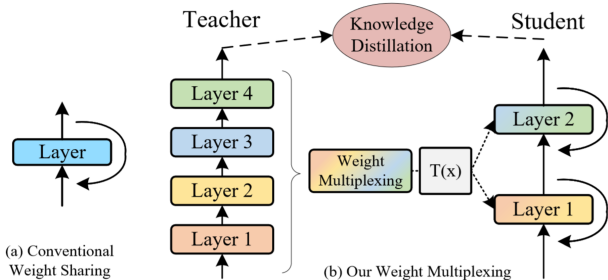 Teacher
Knowledge
Distillation
Student
Layer 4
Layer 3
Layer 2
Layer 1
Layer
Weight
Multiplexing
T(x)
Layer 2
Layer 1
(a) Conventional
Weight Sharing
(b) Our Weight Multiplexing